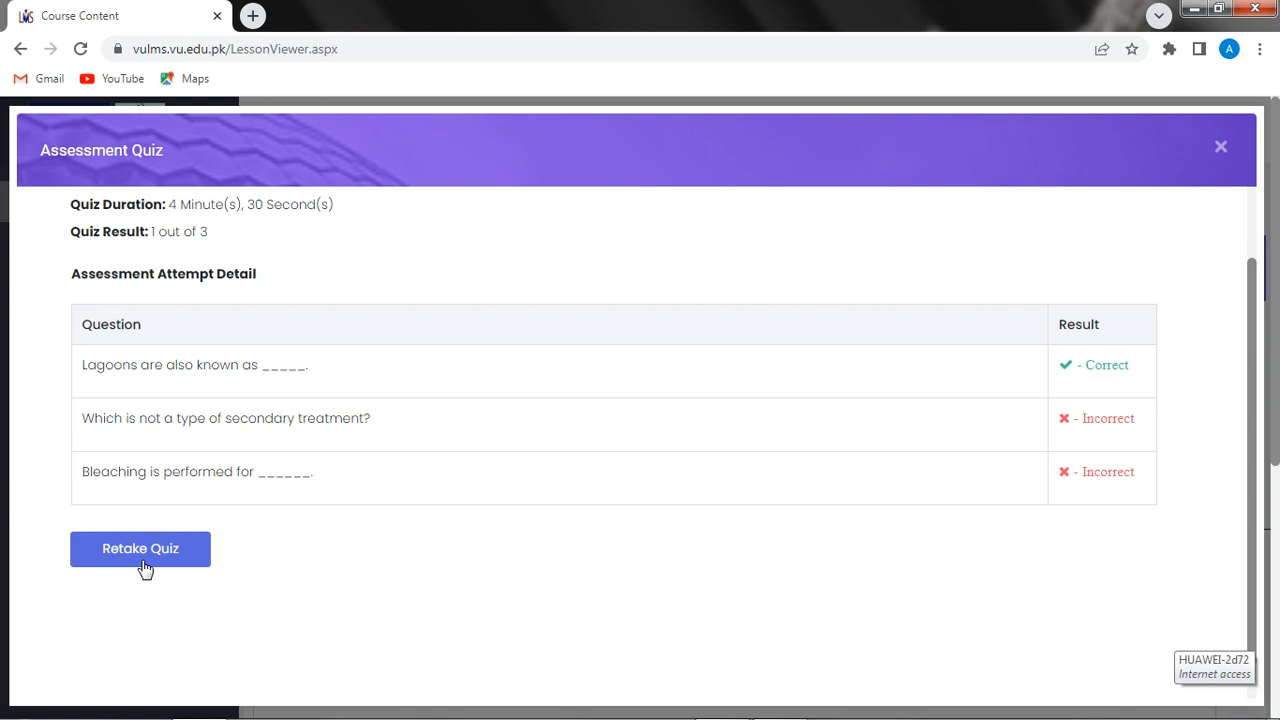 LMS Course Content
vulms.vu.edu.pk/LessonViewer.aspx
A
Gmail YouTube Maps
Assessment Quiz
Quiz Duration: 4 Minute(s), 30 Second(s)
Quiz Result: 1 out of 3
Assessment Attempt Detail
Question Result
Lagoons are also known as _____. - Correct
Which is not a type of secondary treatment? - Incorrect
Bleaching is performed for ______. - Incorrect
Retake Quiz
HUAWEI-2d72
Internet access